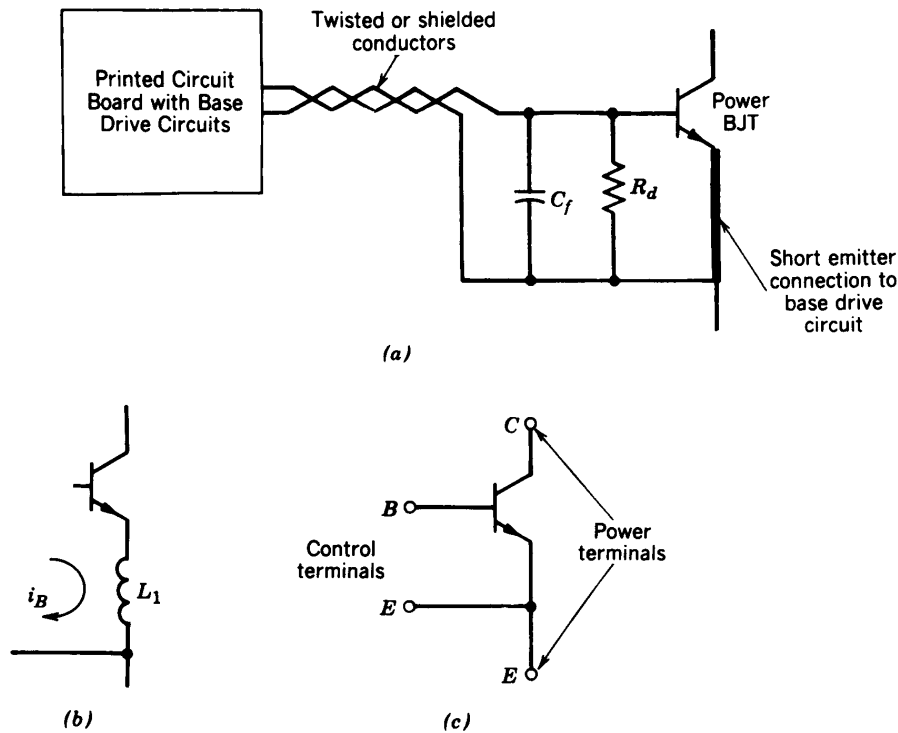 Twisted or shielded
conductors
Printed Circuit
Board with Base
Drive Circuits
Power
BJT
C_f
R_d
Short emitter
connection to
base drive
circuit
(a)
i_B
L_1
(b)
C
B
Control
terminals
Power
terminals
E
E
(c)